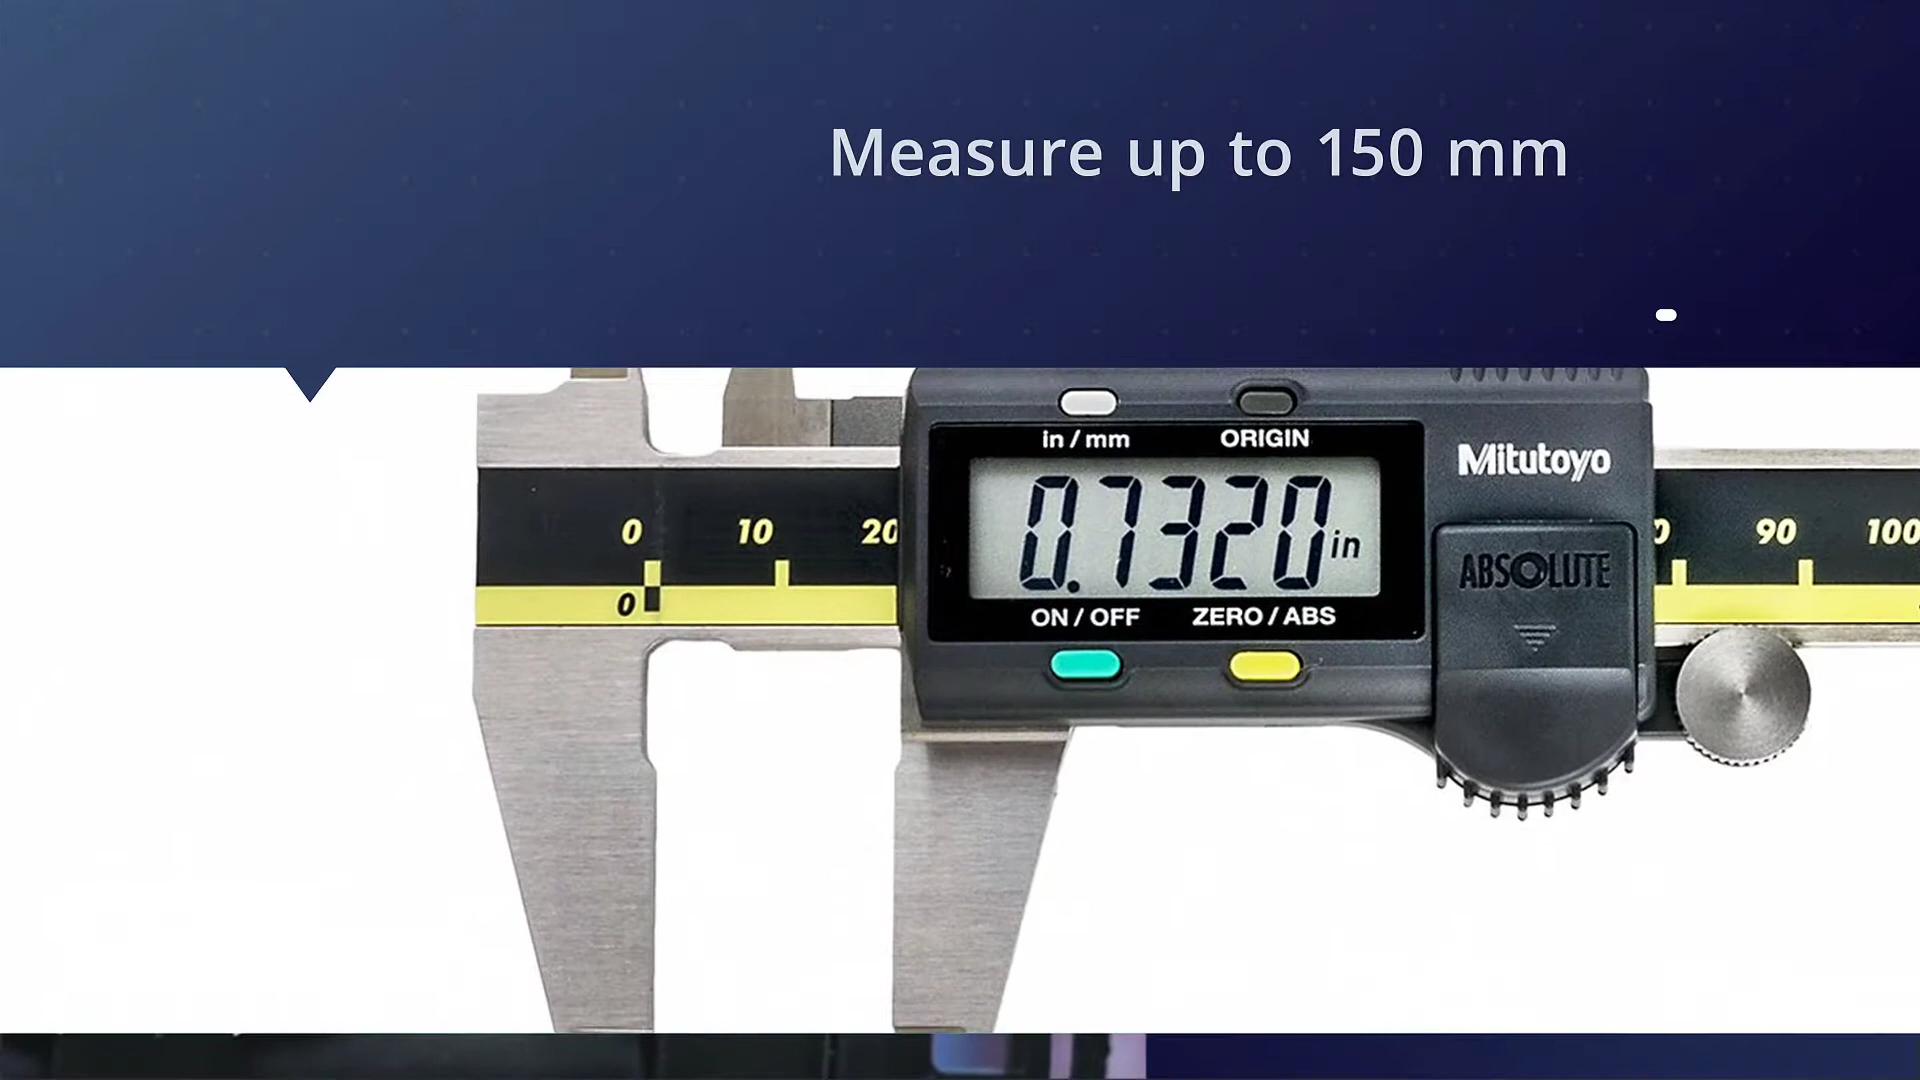 Measure up to 150 mm
in / mm ORIGIN
Mitutoyo
0.7320 in
0 10 20
90 100
ABSOLUTE
0
ON / OFF ZERO / ABS